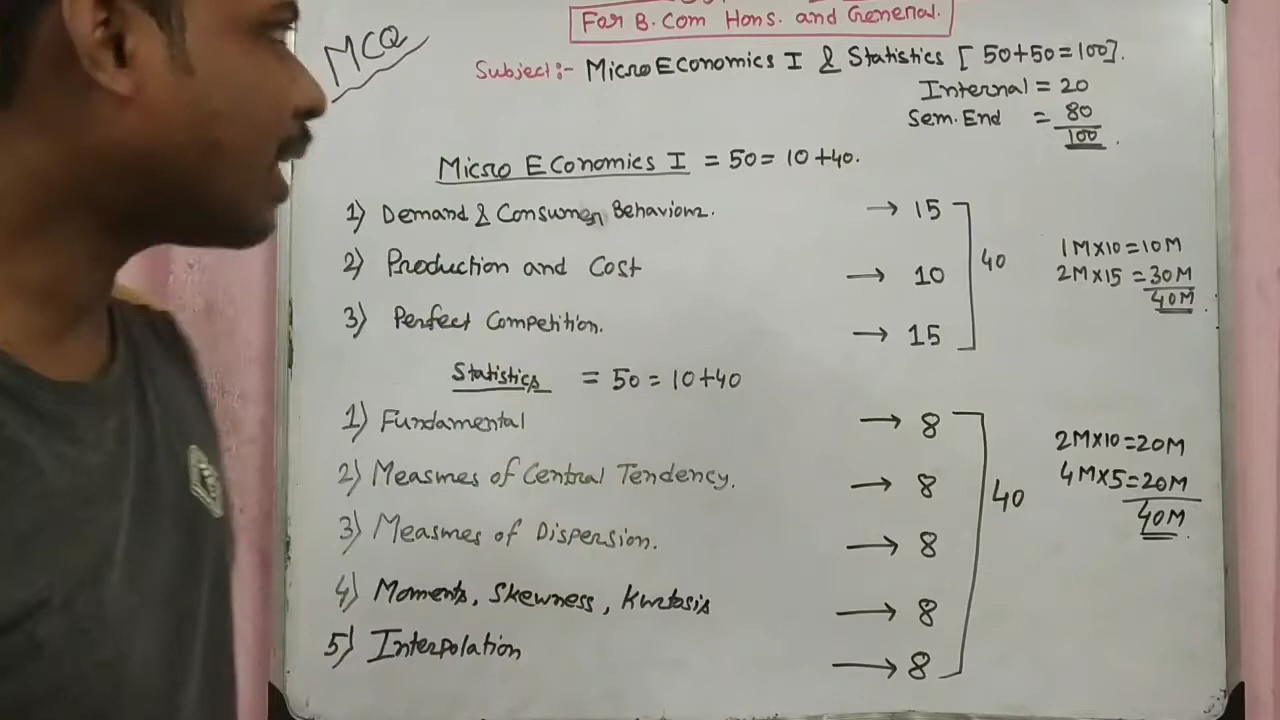 For B.Com Hons. and General.
MCQ
Subject:- MicroEconomics I & Statistics [50+50=100].
Internal = 20
Sem. End = 80
100
Micro Economics I = 50 = 10+40.
1) Demand & Consumer Behaviour. → 15
2) Production and Cost → 10
3) Perfect Competition. → 15
40
1M×10=10M
2M×15=30M
40M
Statistics = 50 = 10+40
1) Fundamental → 8
2) Measures of Central Tendency. → 8
3) Measures of Dispersion. → 8
4) Moments, Skewness, Kurtosis → 8
5) Interpolation → 8
40
2M×10=20M
4M×5=20M
40M